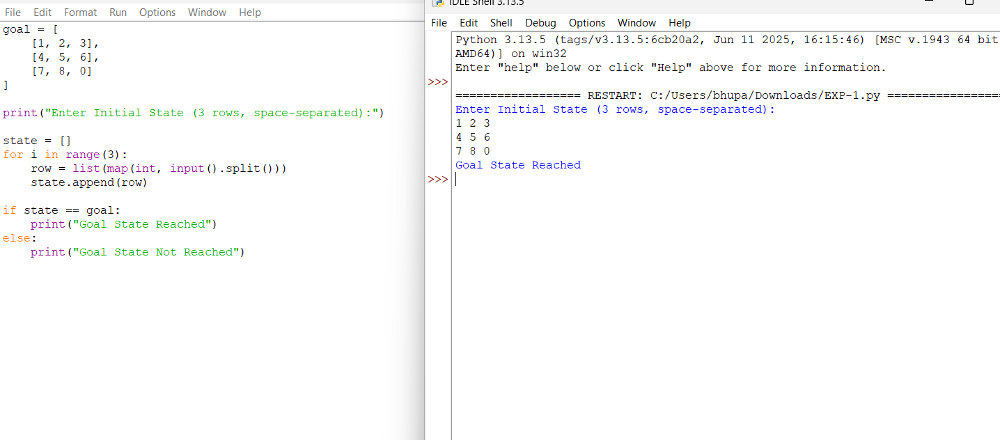 File Edit Format Run Options Window Help
goal = [
    [1, 2, 3],
    [4, 5, 6],
    [7, 8, 0]
]
print("Enter Initial State (3 rows, space-separated):")
state = []
for i in range(3):
    row = list(map(int, input().split()))
    state.append(row)
if state == goal:
    print("Goal State Reached")
else:
    print("Goal State Not Reached")
IDLE Shell 3.13.5
File Edit Shell Debug Options Window Help
Python 3.13.5 (tags/v3.13.5:6cb20a2, Jun 11 2025, 16:15:46) [MSC v.1943 64 bit
AMD64)] on win32
Enter "help" below or click "Help" above for more information.
>>>
================== RESTART: C:/Users/bhupa/Downloads/EXP-1.py =================
Enter Initial State (3 rows, space-separated):
1 2 3
4 5 6
7 8 0
Goal State Reached
>>>